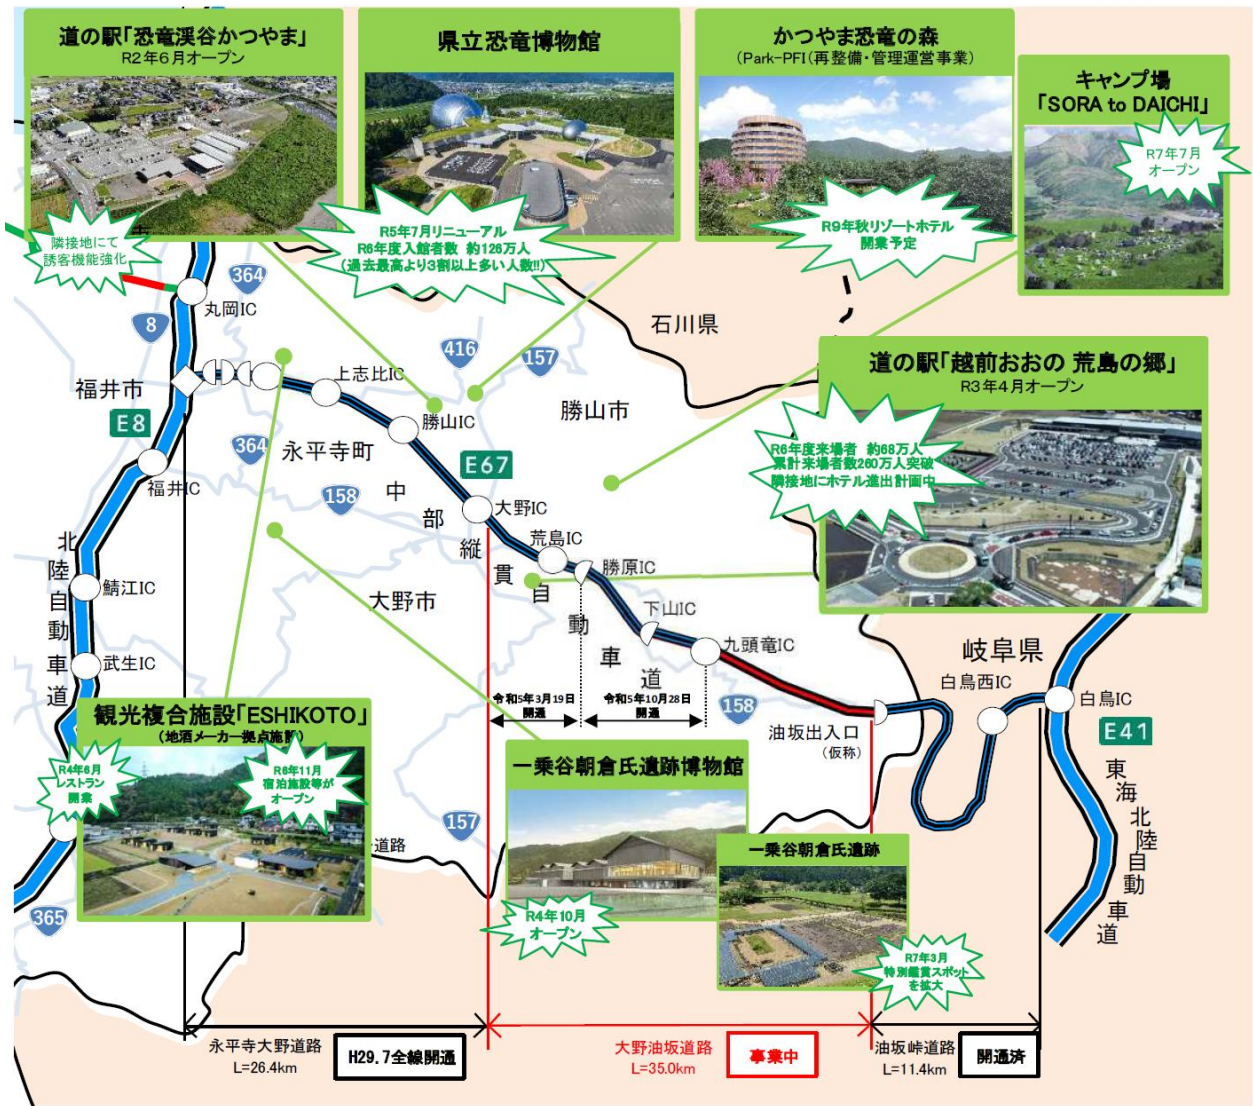 道の駅「恐竜渓谷かつやま」
R2年6月オープン
隣接地にて
誘客機能強化
県立恐竜博物館
R5年7月リニューアル
R6年度入館者数 約126万人
(過去最高より3割以上多い人数!!)
かつやま恐竜の森
(Park-PFI(再整備・管理運営事業)
R9年秋リゾートホテル
開業予定
キャンプ場
「SORA to DAICHI」
R7年7月
オープン
364
丸岡IC
8
石川県
416
157
福井市
上志比IC
勝山市
E8
勝山IC
364
永平寺町
E67
福井IC
158
大野IC
中部縦貫自動車道
荒島IC
勝原IC
北陸自動車道
鯖江IC
大野市
下山IC
九頭竜IC
武生IC
道の駅「越前おおの 荒島の郷」
R3年4月オープン
R6年度来場者 約68万人
累計来場者数260万人突破
隣接地にホテル進出計画中
岐阜県
白鳥西IC
白鳥IC
E41
東海北陸自動車道
令和5年3月19日
開通
令和5年10月28日
開通
158
油坂出入口
(仮称)
観光複合施設「ESHIKOTO」
(地酒メーカー拠点施設)
R4年6月
レストラン
開業
R6年11月
宿泊施設等が
オープン
道路
157
365
一乗谷朝倉氏遺跡博物館
R4年10月
オープン
一乗谷朝倉氏遺跡
R7年3月
特別鑑賞スポット
を拡大
永平寺大野道路
L=26.4km
H29.7全線開通
大野油坂道路
L=35.0km
事業中
油坂峠道路
L=11.4km
開通済